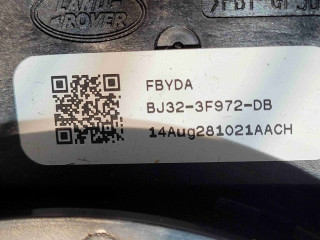 LAND
ROVER
FBYDA
BJ32-3F972-DB
14Aug281021AACH